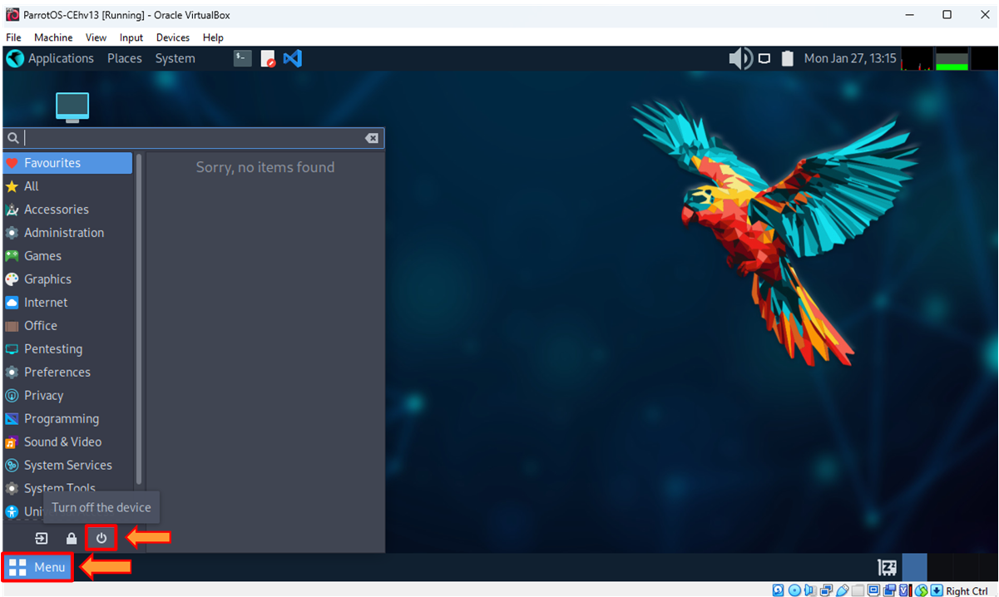 ParrotOS-CEhv13 [Running] - Oracle VirtualBox
File Machine View Input Devices Help
Applications Places System Mon Jan 27, 13:15
Favourites
Sorry, no items found
All
Accessories
Administration
Games
Graphics
Internet
Office
Pentesting
Preferences
Privacy
Programming
Sound & Video
System Services
System Tools
Uni
Turn off the device
Menu
Right Ctrl